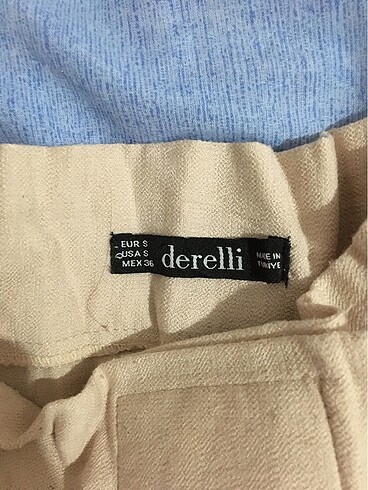 EUR S
USA S
MEX 36
derelli
MADE IN
TÜRKİYE